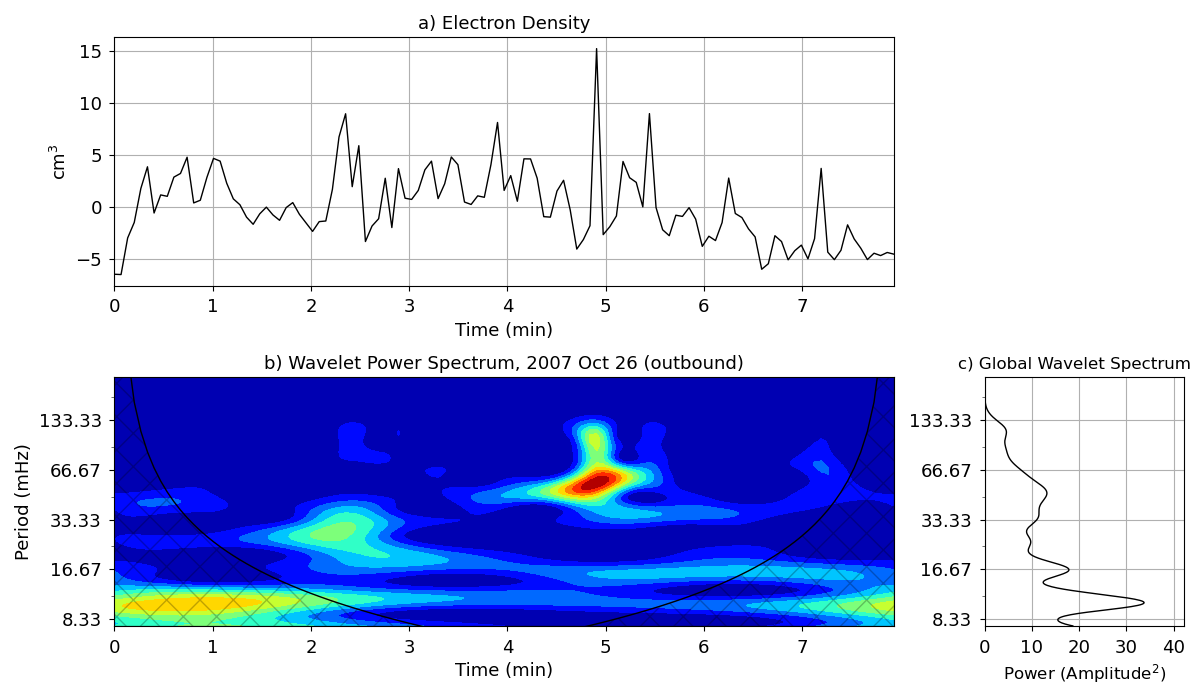 a) Electron Density
15
10
5
0
−5
cm³
0 1 2 3 4 5 6 7
Time (min)
b) Wavelet Power Spectrum, 2007 Oct 26 (outbound)
133.33
66.67
33.33
16.67
8.33
Period (mHz)
0 1 2 3 4 5 6 7
Time (min)
c) Global Wavelet Spectrum
133.33
66.67
33.33
16.67
8.33
0 10 20 30 40
Power (Amplitude²)